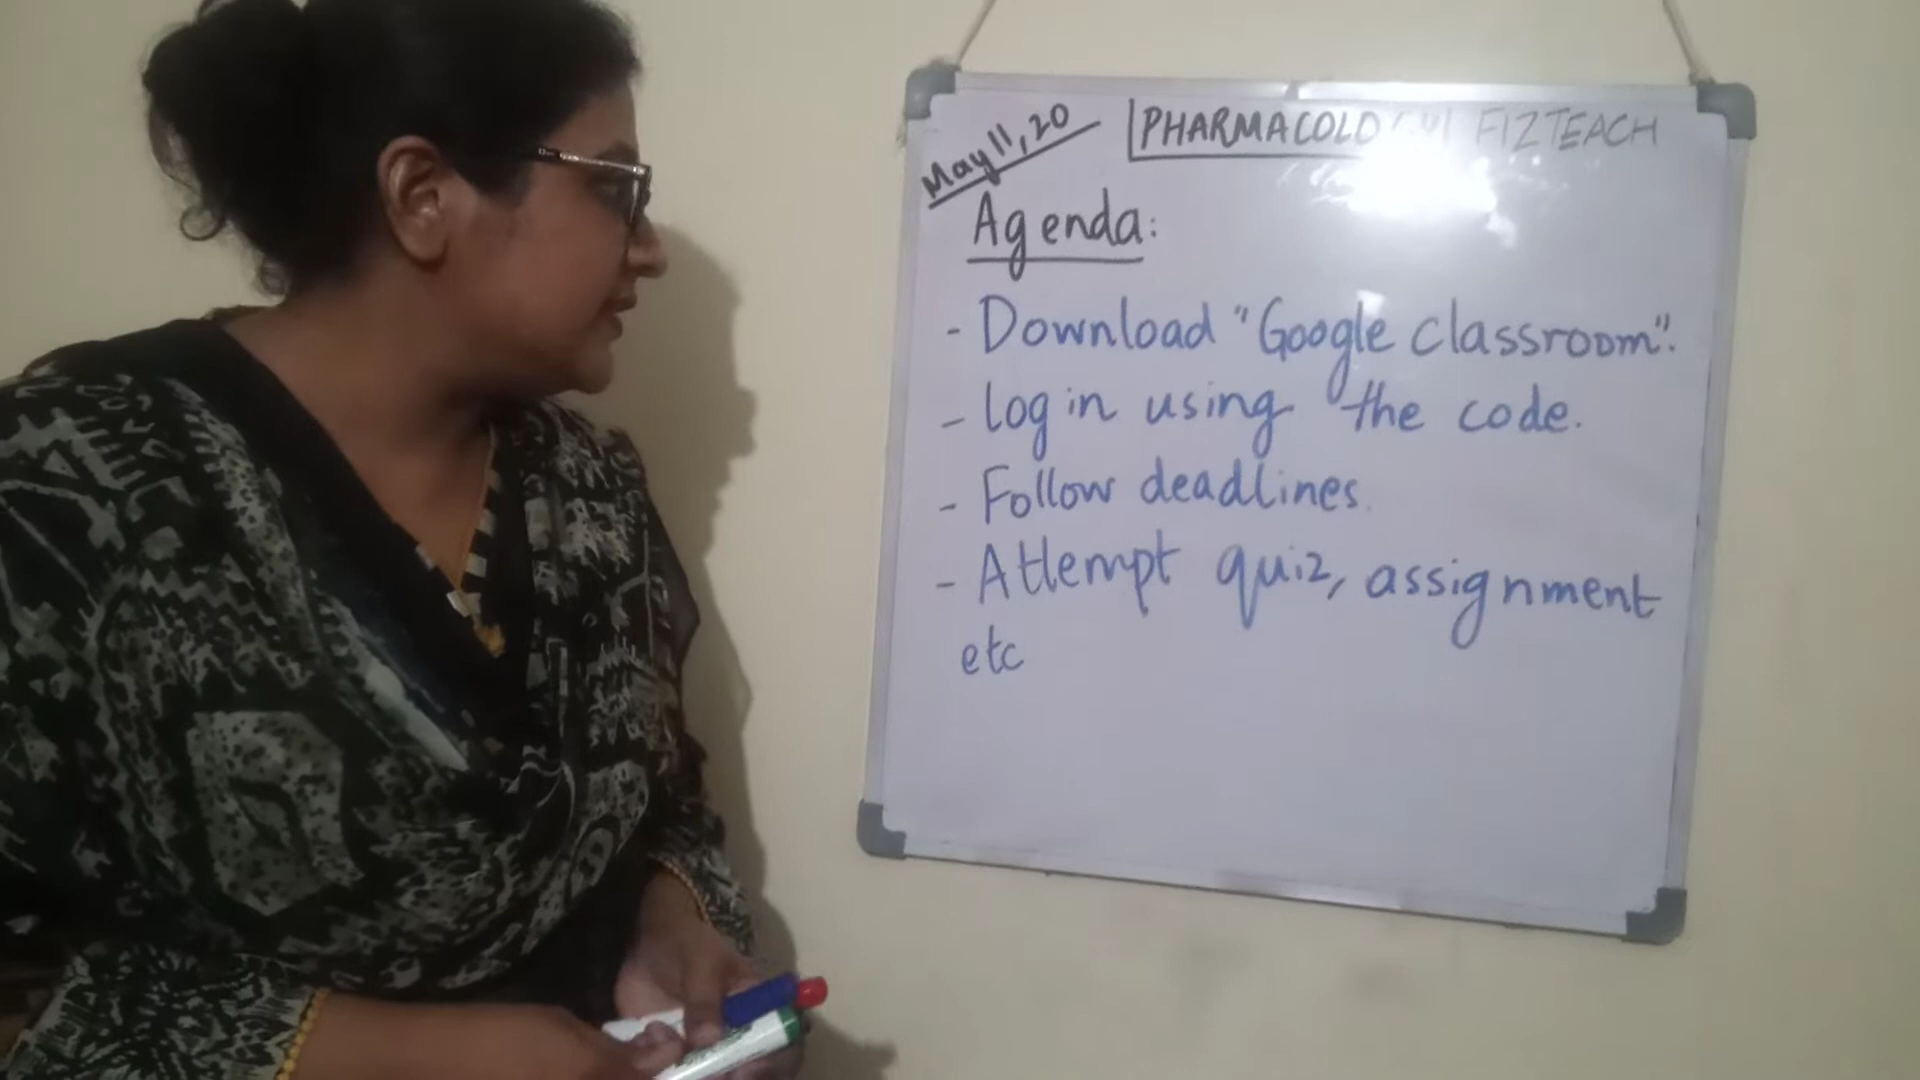 May 11, 20
PHARMACOLOGY FIZTEACH
Agenda:
- Download "Google classroom".
- log in using the code.
- Follow deadlines.
- Attempt quiz, assignment
etc